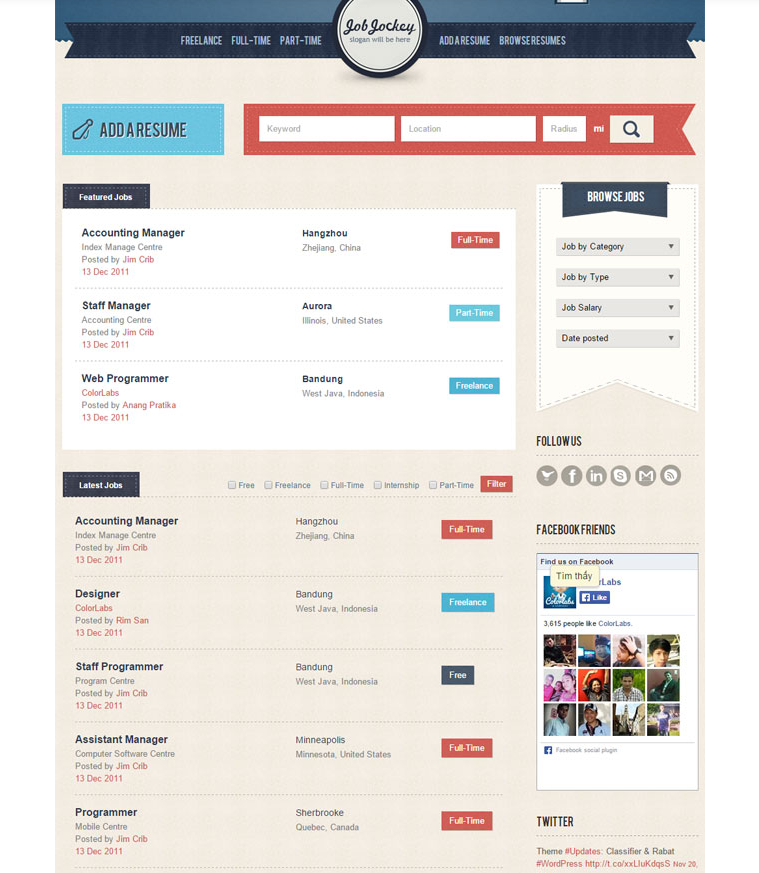 JobJockey
slogan will be here
FREELANCE FULL-TIME PART-TIME
ADD A RESUME BROWSE RESUMES
ADD A RESUME
Keyword
Location
Radius
mi
Featured Jobs
Accounting Manager
Index Manage Centre
Posted by Jim Crib
13 Dec 2011
Hangzhou
Zhejiang, China
Full-Time
Staff Manager
Accounting Centre
Posted by Jim Crib
13 Dec 2011
Aurora
Illinois, United States
Part-Time
Web Programmer
ColorLabs
Posted by Anang Pratika
13 Dec 2011
Bandung
West Java, Indonesia
Freelance
Latest Jobs
Free Freelance Full-Time Internship Part-Time
Filter
Accounting Manager
Index Manage Centre
Posted by Jim Crib
13 Dec 2011
Hangzhou
Zhejiang, China
Full-Time
Designer
ColorLabs
Posted by Rim San
13 Dec 2011
Bandung
West Java, Indonesia
Freelance
Staff Programmer
Program Centre
Posted by Jim Crib
13 Dec 2011
Bandung
West Java, Indonesia
Free
Assistant Manager
Computer Software Centre
Posted by Jim Crib
13 Dec 2011
Minneapolis
Minnesota, United States
Full-Time
Programmer
Mobile Centre
Posted by Jim Crib
13 Dec 2011
Sherbrooke
Quebec, Canada
Full-Time
BROWSE JOBS
Job by Category
Job by Type
Job Salary
Date posted
FOLLOW US
FACEBOOK FRIENDS
Find us on Facebook
Tìm thấy
rLabs
Colorlabs
Like
3,615 people like ColorLabs.
Facebook social plugin
TWITTER
Theme #Updates: Classifier & Rabat
#WordPress http://t.co/xxLIuKdqsS Nov 20,